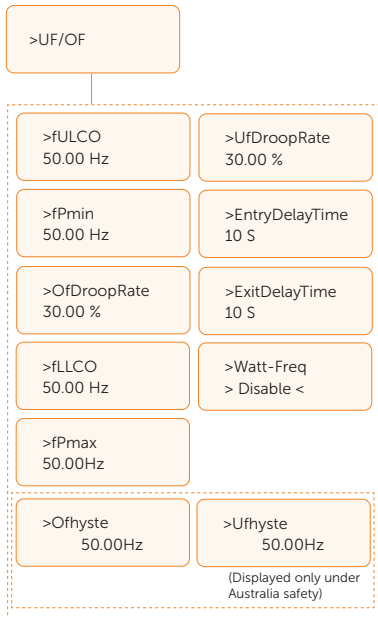 >UF/OF
>fULCO
50.00 Hz
>UfDroopRate
30.00 %
>fPmin
50.00 Hz
>EntryDelayTime
10 S
>OfDroopRate
30.00 %
>ExitDelayTime
10 S
>fLLCO
50.00 Hz
>Watt-Freq
> Disable <
>fPmax
50.00Hz
>Ofhyste
50.00Hz
>Ufhyste
50.00Hz
(Displayed only under
Australia safety)